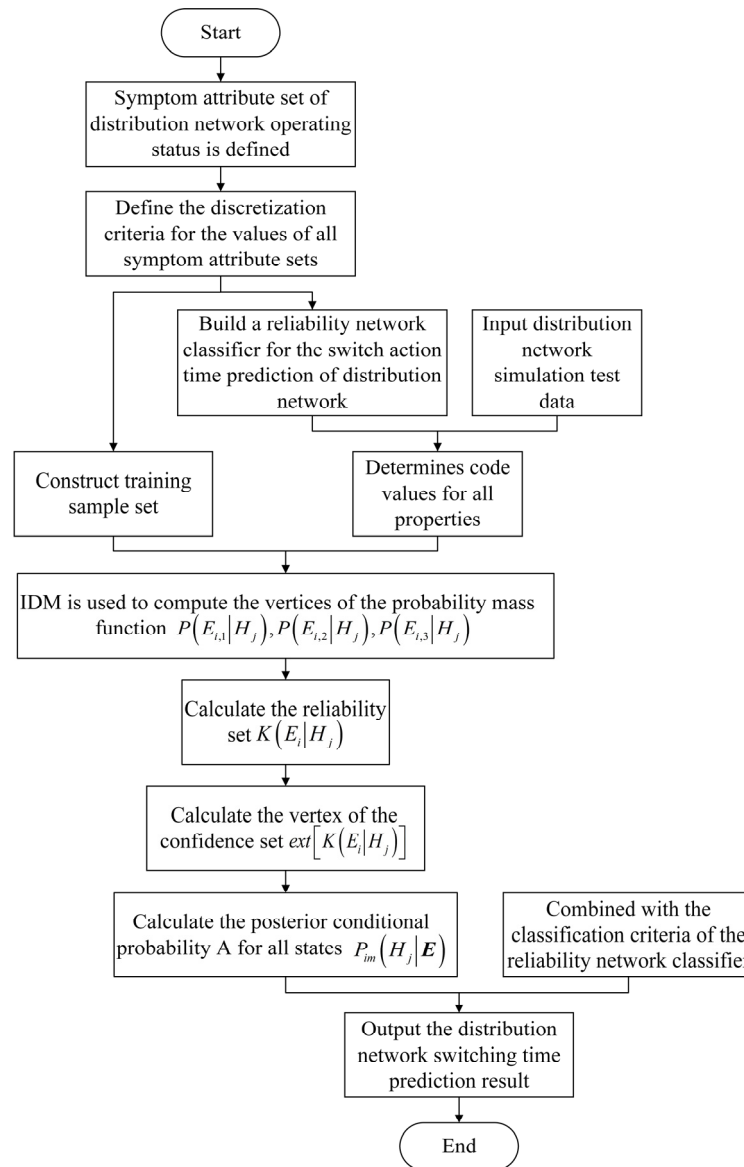 Start
Symptom attribute set of
distribution network operating
status is defined
Define the discretization
criteria for the values of all
symptom attribute sets
Build a reliability network
classifier for thc switch action
time prediction of distribution
network
Input distribution
nctwork
simulation test
data
Construct training
sample set
Determines code
values for all
properties
IDM is used to compute the vertices of the probability mass
function P(E_{i,1}|H_j), P(E_{i,2}|H_j), P(E_{i,3}|H_j)
Calculate the reliability
set K(E_i|H_j)
Calculate the vertex of the
confidence set ext[K(E_i|H_j)]
Calculate the posterior conditional
probability A for all statcs P_{im}(H_j|E)
Combined with the
classification criteria of the
reliability network classifier
Output the distribution
network switching time
prediction result
End